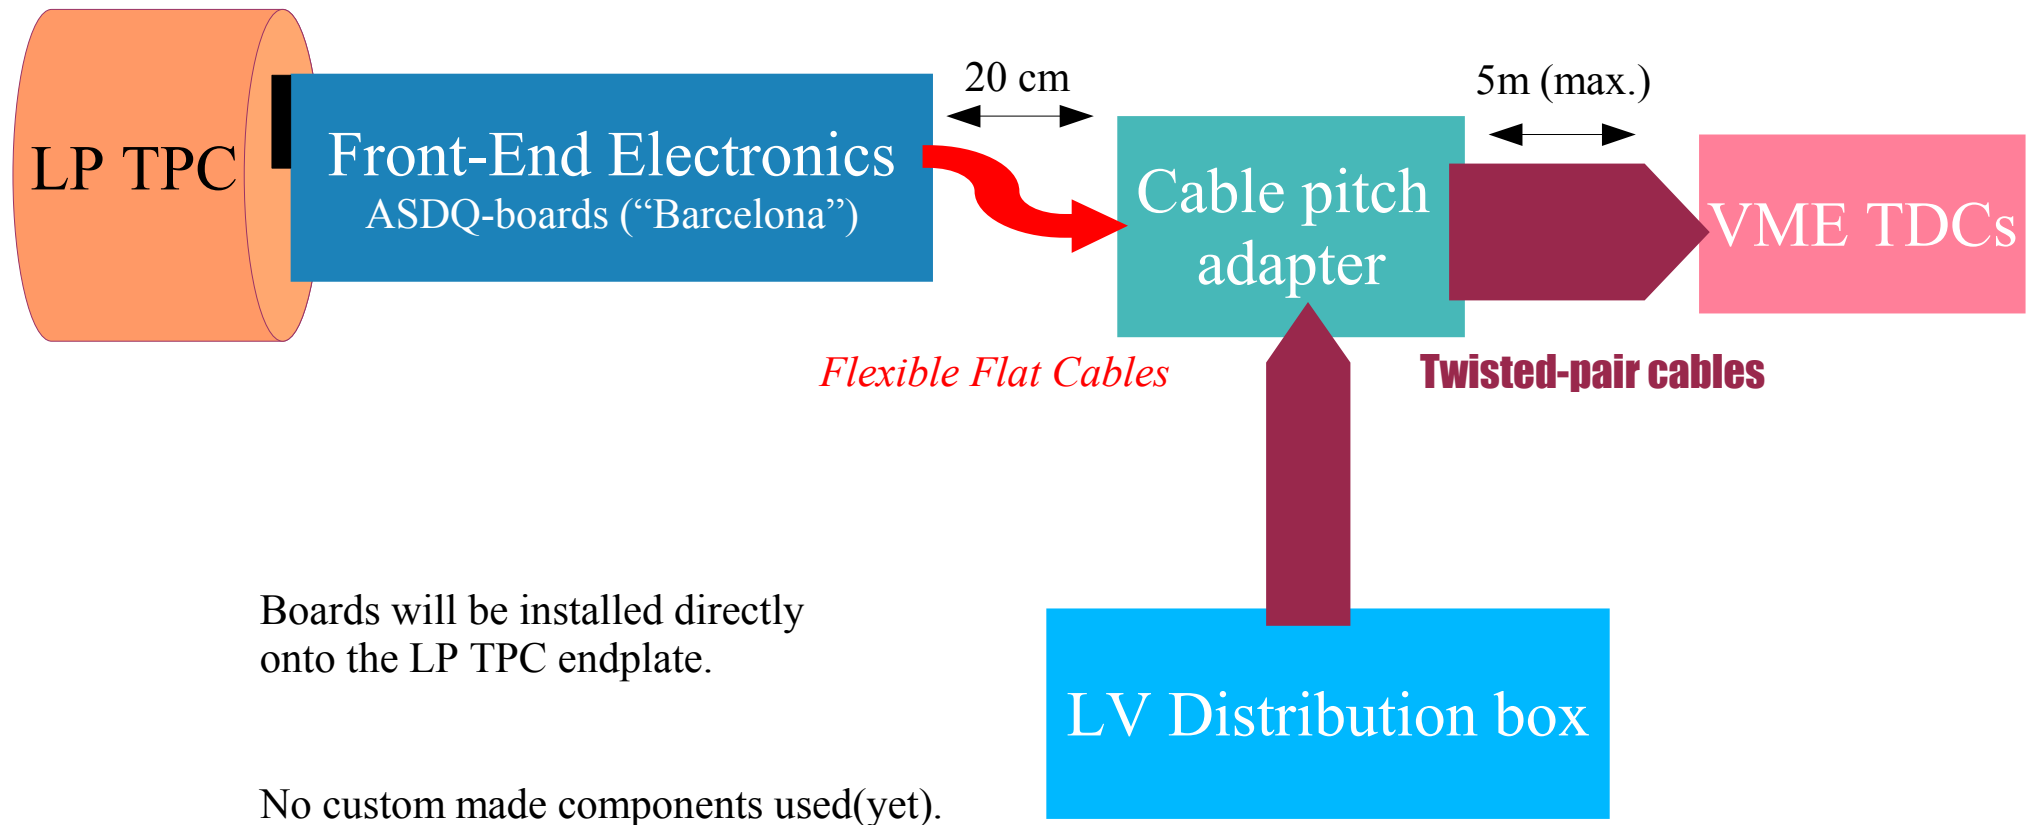 20 cm
5m (max.)
LP TPC
Front-End Electronics
ASDQ-boards (“Barcelona”)
Cable pitch
adapter
VME TDCs
Flexible Flat Cables
Twisted-pair cables
Boards will be installed directly
onto the LP TPC endplate.
LV Distribution box
No custom made components used(yet).